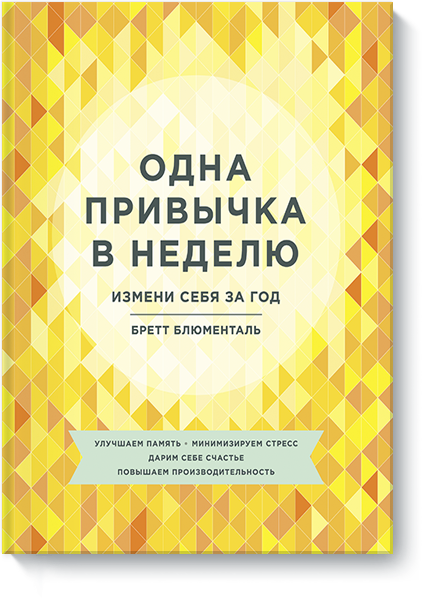 ОДНА
ПРИВЫЧКА
В НЕДЕЛЮ
ИЗМЕНИ СЕБЯ ЗА ГОД
БРЕТТ БЛЮМЕНТАЛЬ
УЛУЧШАЕМ ПАМЯТЬ • МИНИМИЗИРУЕМ СТРЕСС
ДАРИМ СЕБЕ СЧАСТЬЕ
ПОВЫШАЕМ ПРОИЗВОДИТЕЛЬНОСТЬ